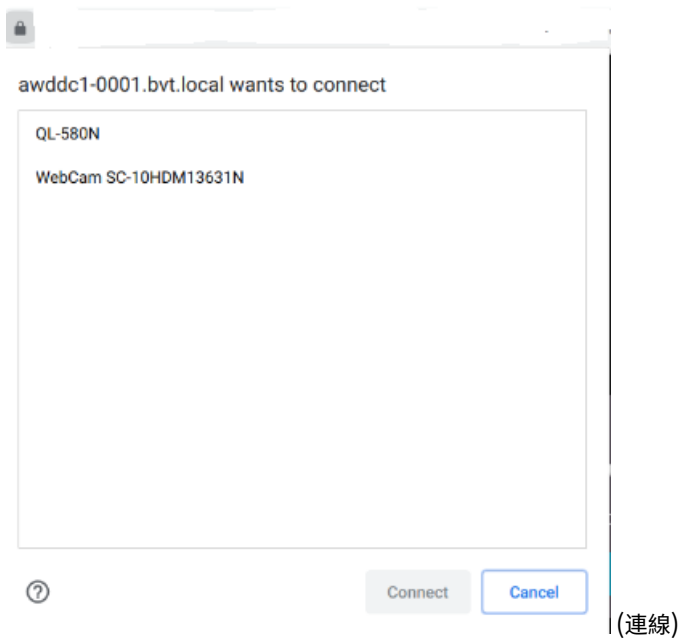 awddc1-0001.bvt.local wants to connect
QL-580N
WebCam SC-10HDM13631N
Connect
Cancel
(連線)